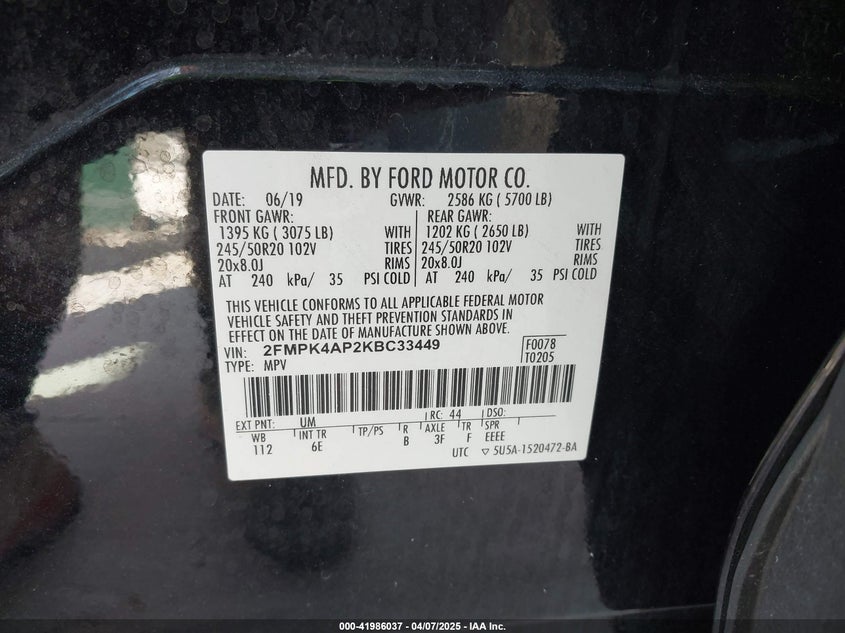 MFD. BY FORD MOTOR CO.
DATE: 06/19 GVWR: 2586 KG ( 5700 LB)
FRONT GAWR: REAR GAWR:
1395 KG ( 3075 LB) WITH 1202 KG ( 2650 LB) WITH
245/50R20 102V TIRES 245/50R20 102V TIRES
20x8.0J RIMS 20x8.0J RIMS
AT 240 kPa/ 35 PSI COLD AT 240 kPa/ 35 PSI COLD
THIS VEHICLE CONFORMS TO ALL APPLICABLE FEDERAL MOTOR
VEHICLE SAFETY AND THEFT PREVENTION STANDARDS IN
EFFECT ON THE DATE OF MANUFACTURE SHOWN ABOVE.
VIN: 2FMPK4AP2KBC33449 F0078
TYPE: MPV T0205
EXT PNT: UM RC: 44 DSO:
WB INT TR TP/PS R AXLE TR SPR
112 6E B 3F F EEEE
UTC ▽ 5U5A-1520472-BA
000-41986037 - 04/07/2025 - IAA Inc.